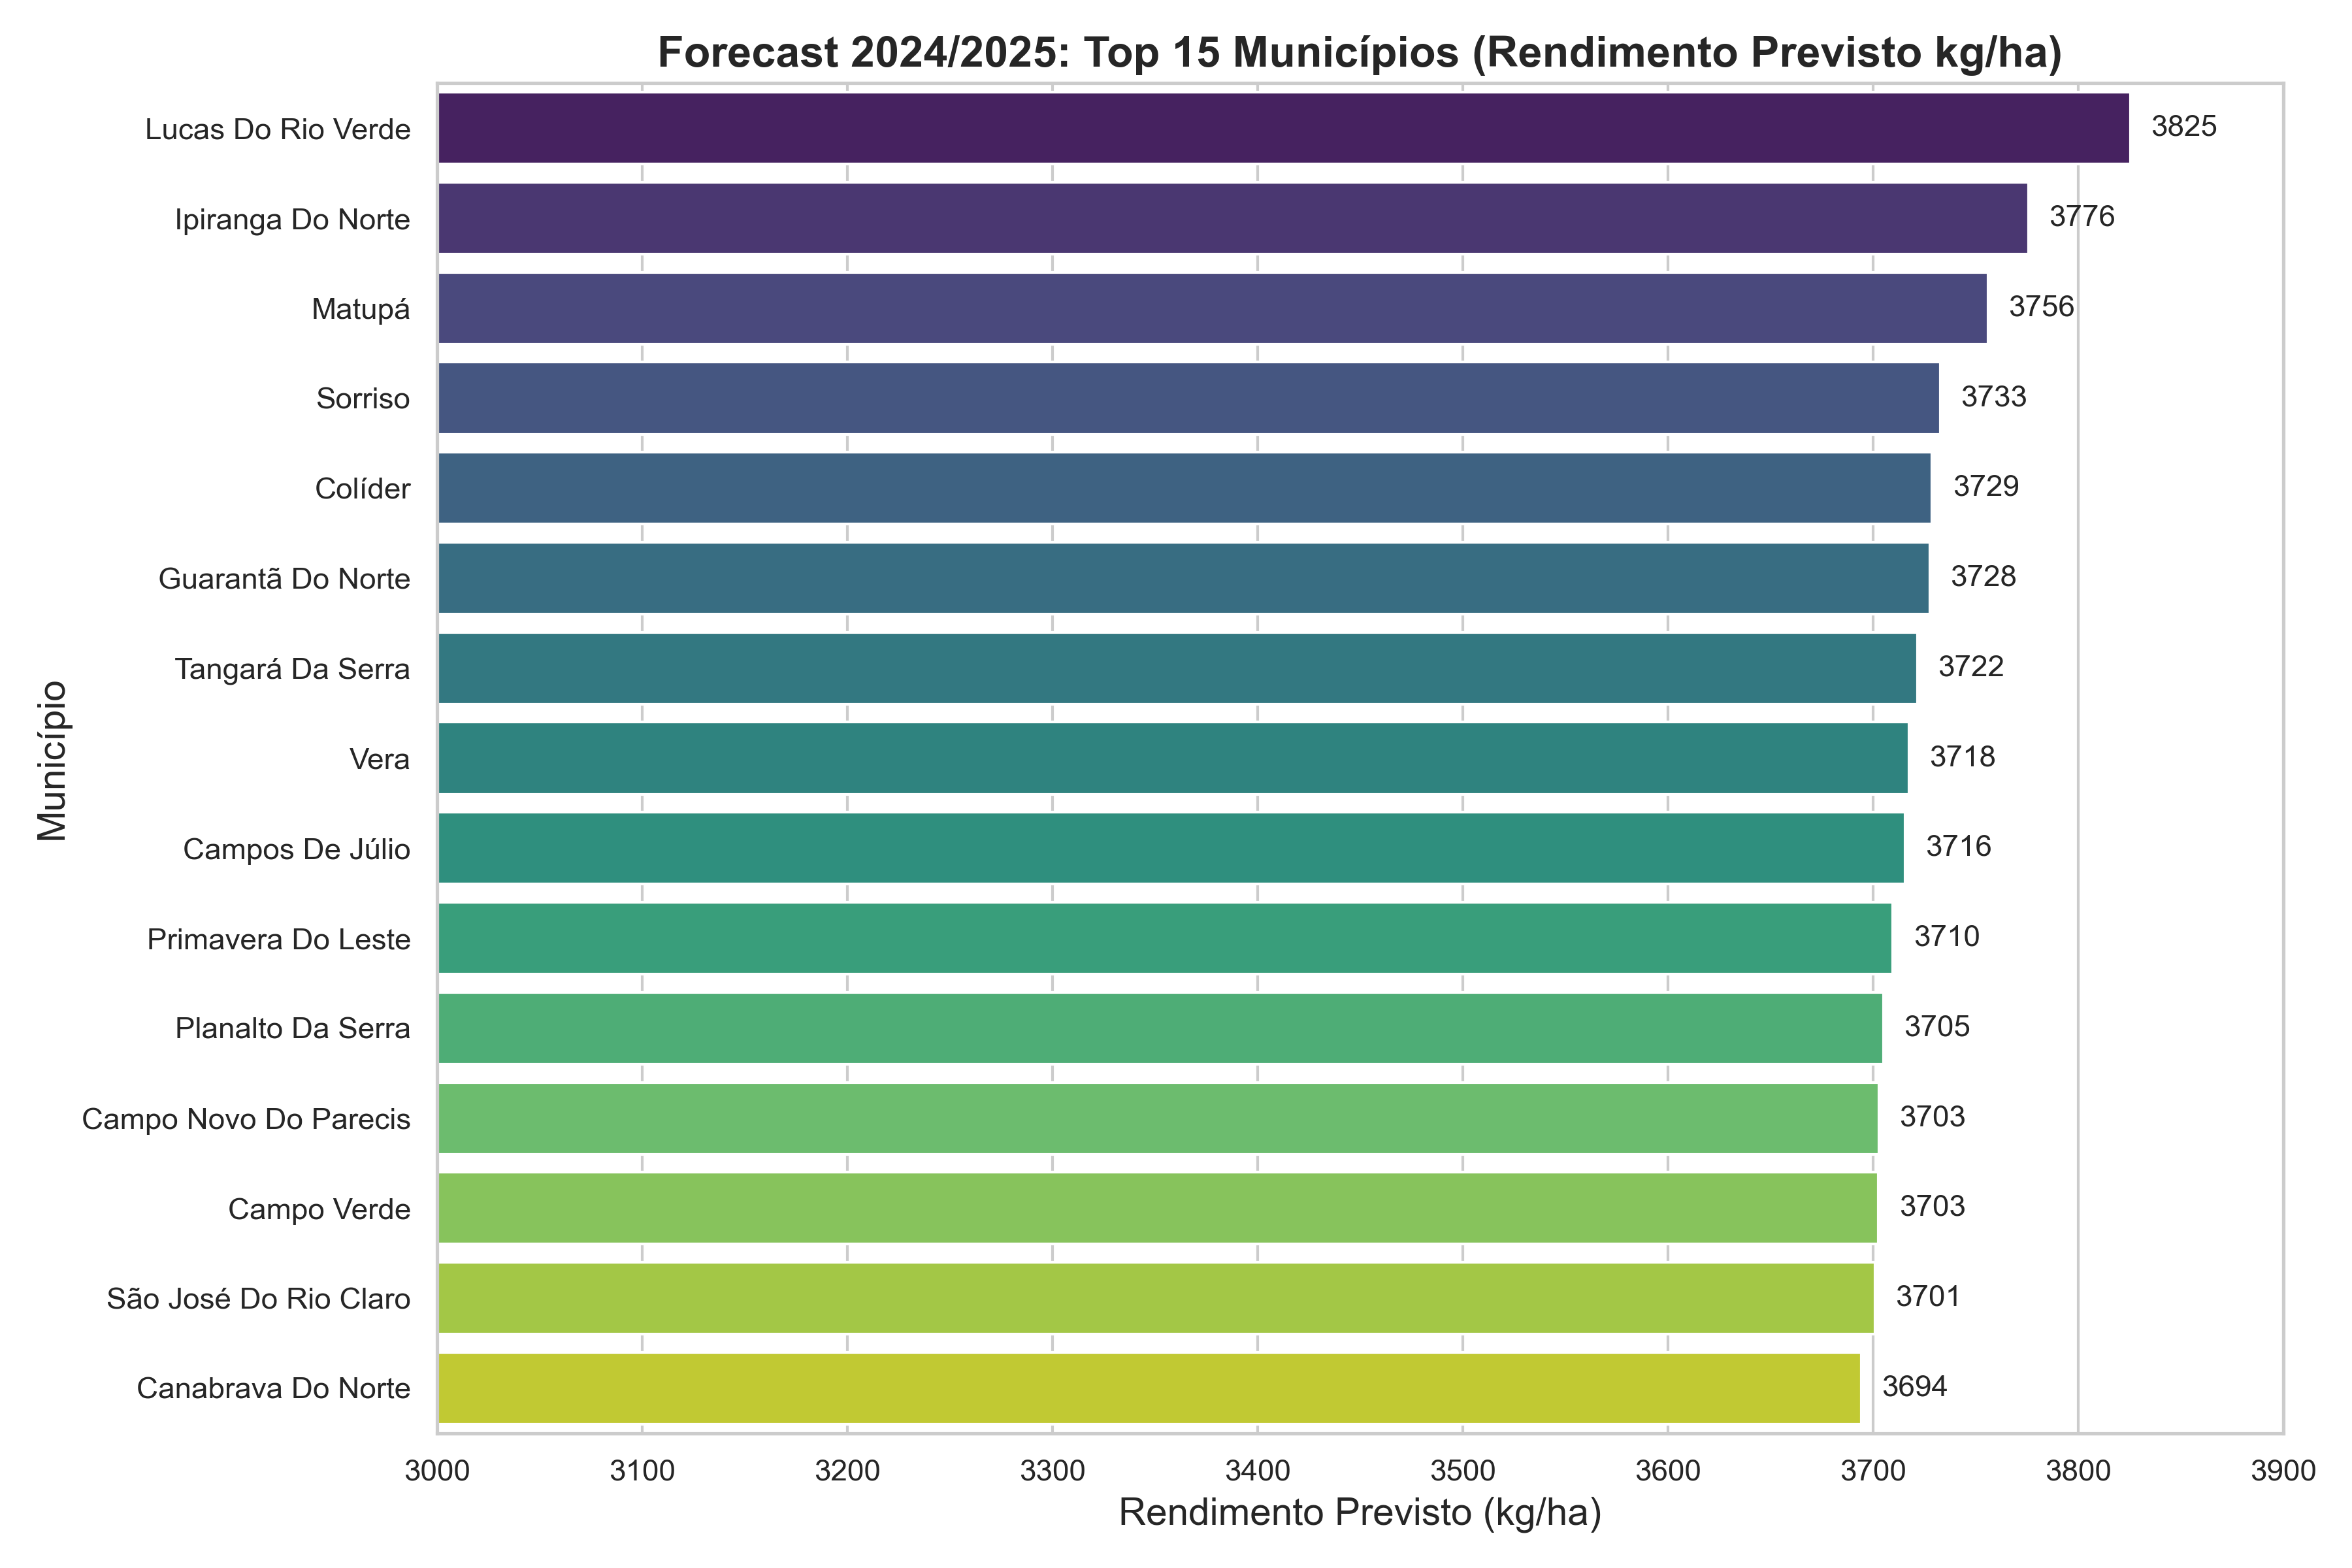 Forecast 2024/2025: Top 15 Municípios (Rendimento Previsto kg/ha)
Município
Lucas Do Rio Verde 3825
Ipiranga Do Norte 3776
Matupá 3756
Sorriso 3733
Colíder 3729
Guarantã Do Norte 3728
Tangará Da Serra 3722
Vera 3718
Campos De Júlio 3716
Primavera Do Leste 3710
Planalto Da Serra 3705
Campo Novo Do Parecis 3703
Campo Verde 3703
São José Do Rio Claro 3701
Canabrava Do Norte 3694
3000 3100 3200 3300 3400 3500 3600 3700 3800 3900
Rendimento Previsto (kg/ha)